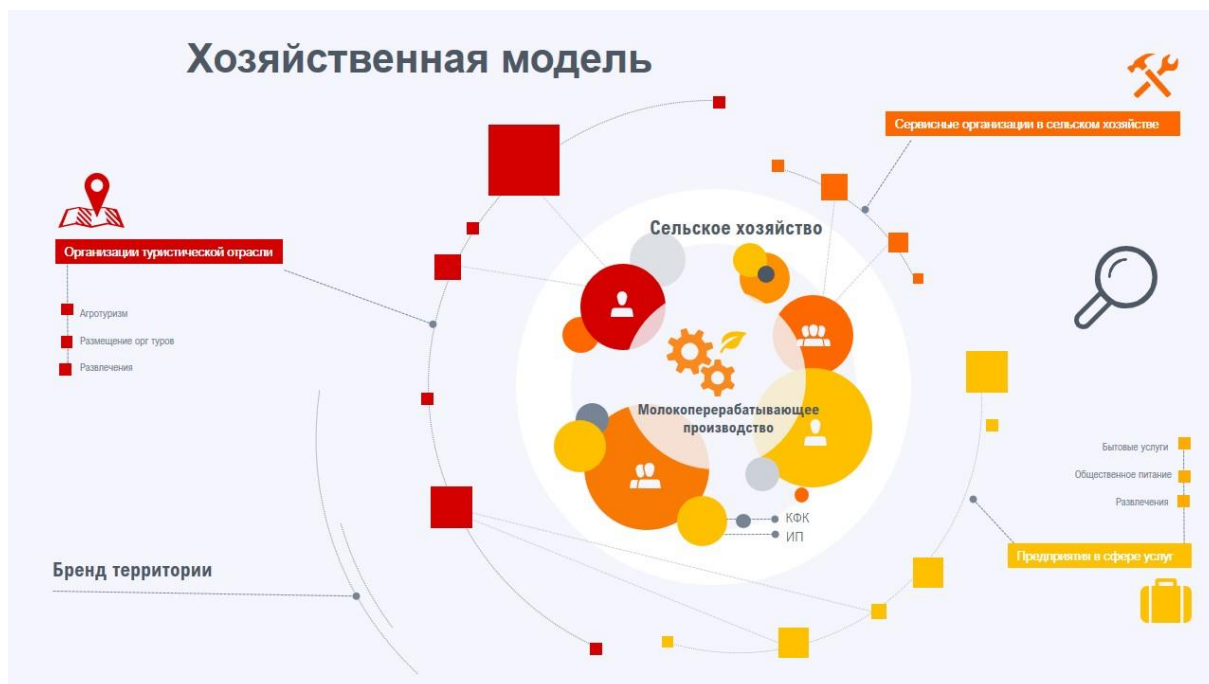 Хозяйственная модель
Сервисные организации в сельском хозяйстве
Организации туристической отрасли
Агротуризм
Размещение орг туров
Развлечения
Сельское хозяйство
Молокоперерабатывающее
производство
КФК
ИП
Бытовые услуги
Общественное питание
Развлечения
Предприятия в сфере услуг
Бренд территории